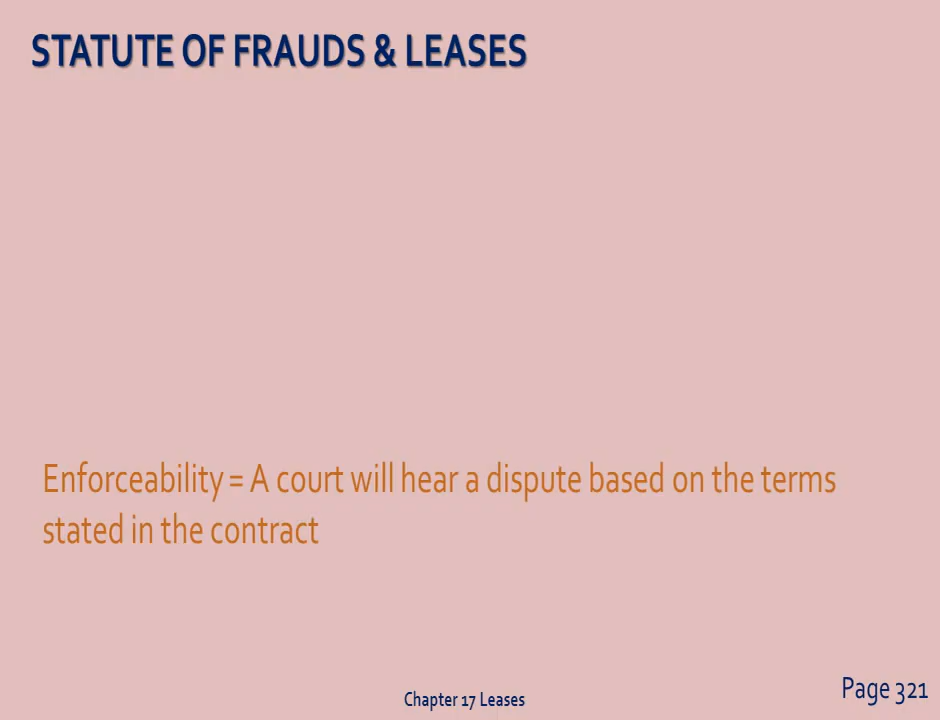 STATUTE OF FRAUDS & LEASES
Enforceability = A court will hear a dispute based on the terms
stated in the contract
Chapter 17 Leases
Page 321